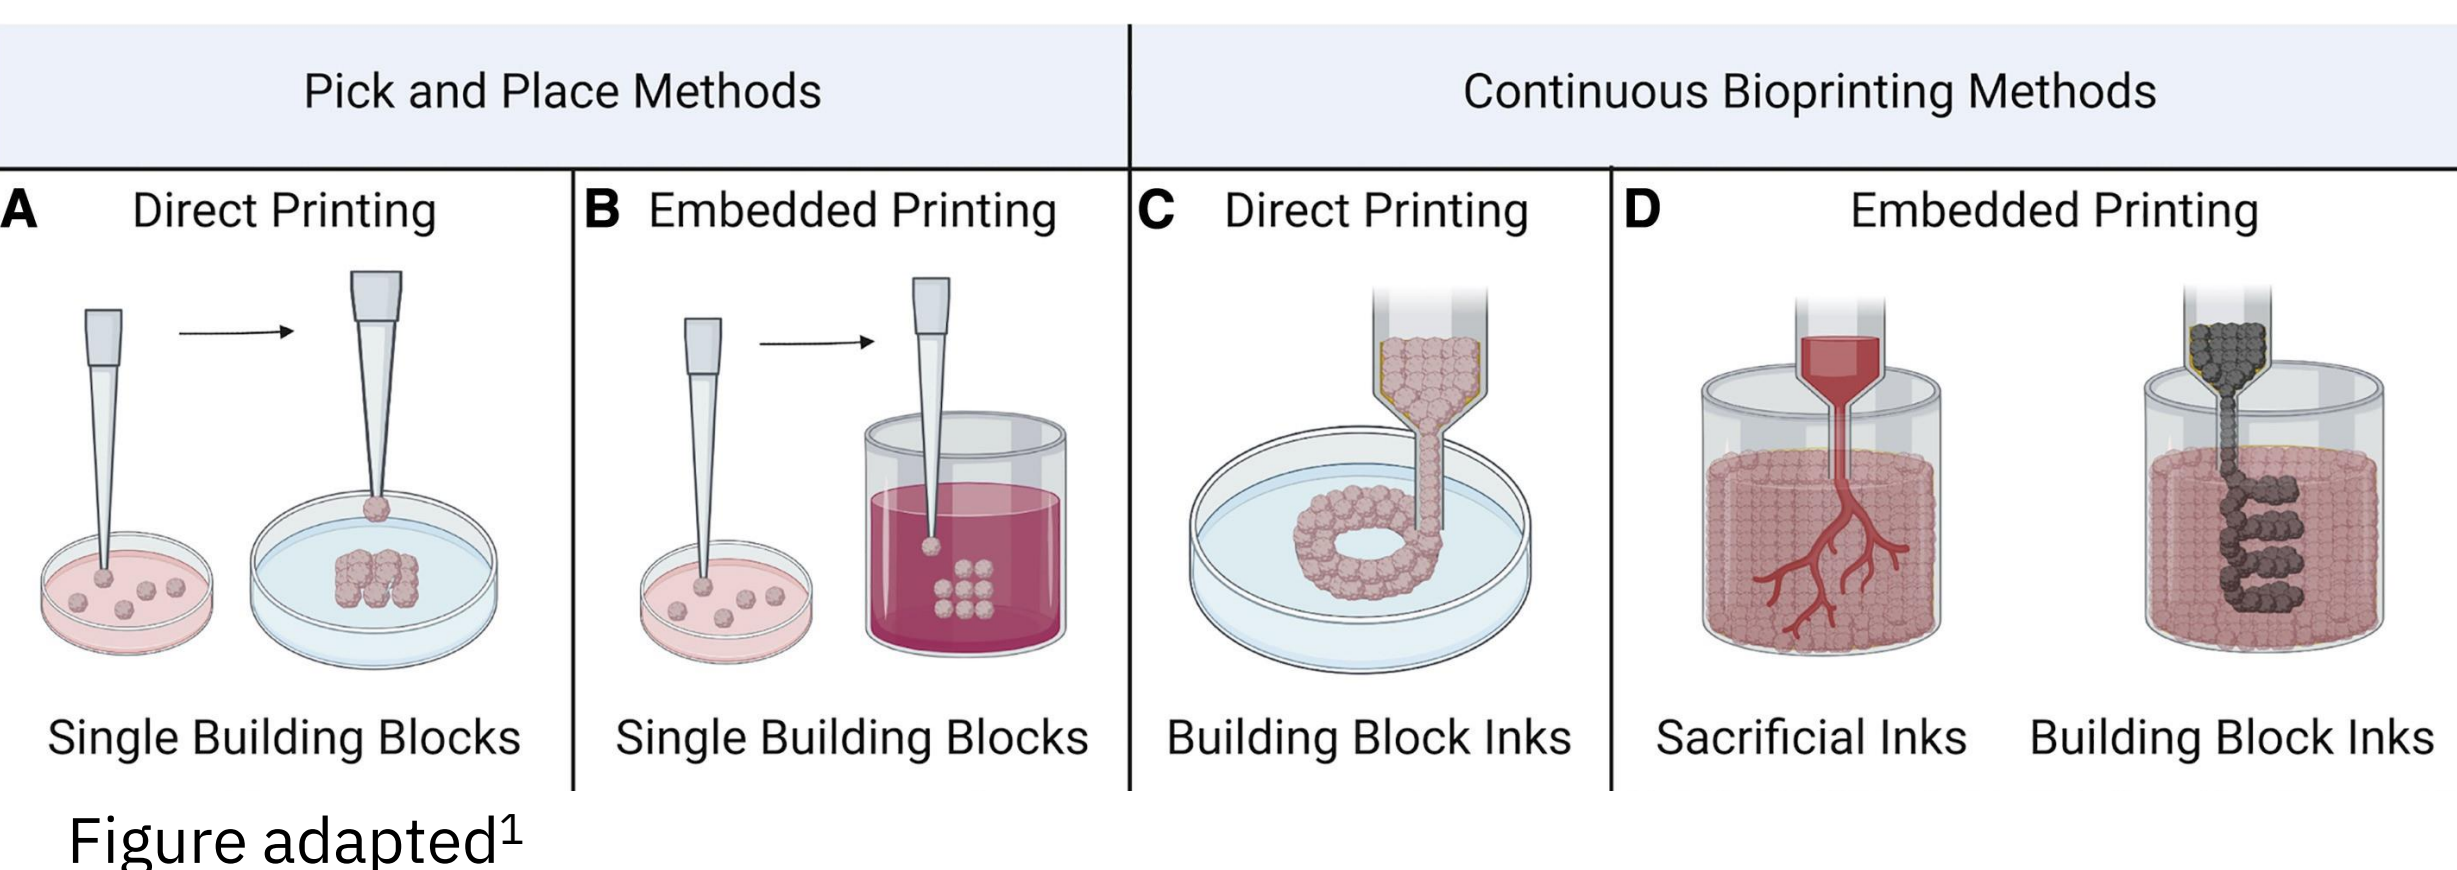 Pick and Place Methods
Continuous Bioprinting Methods
A Direct Printing
B Embedded Printing
C Direct Printing
D Embedded Printing
Single Building Blocks
Single Building Blocks
Building Block Inks
Sacrificial Inks
Building Block Inks
Figure adapted¹